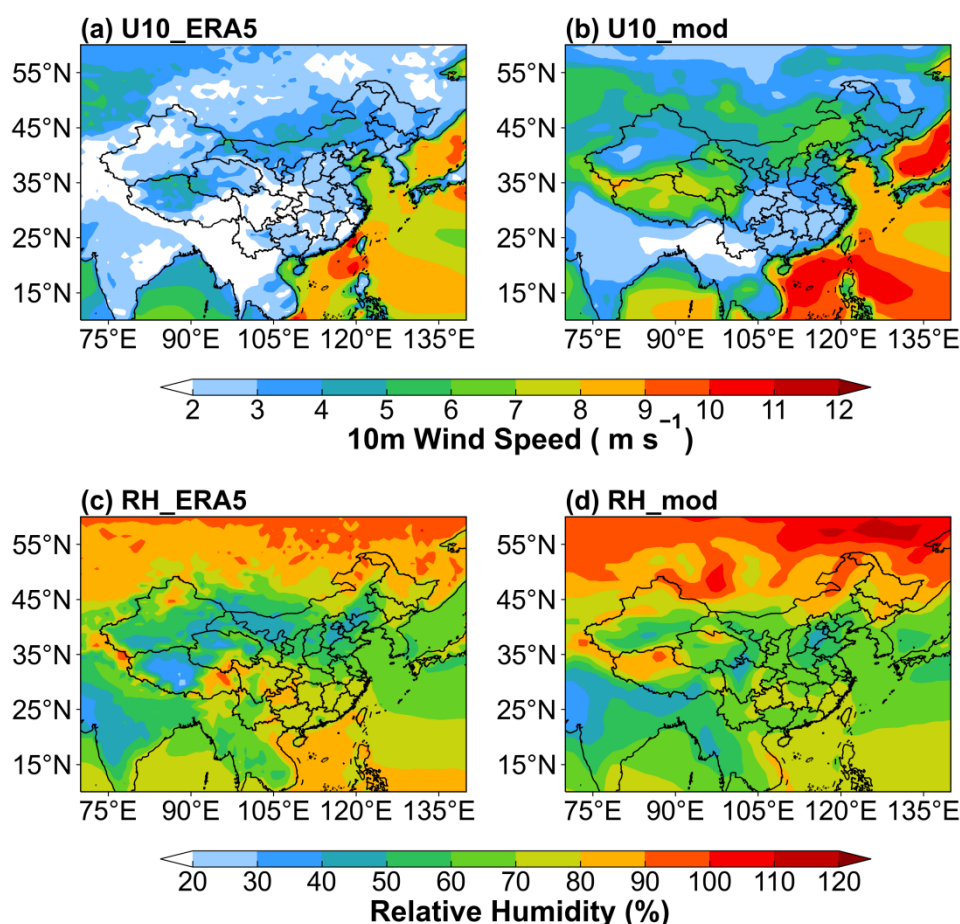 (a) U10_ERA5 (b) U10_mod
55°N 55°N
45°N 45°N
35°N 35°N
25°N 25°N
15°N 15°N
75°E 90°E 105°E 120°E 135°E 75°E 90°E 105°E 120°E 135°E
2 3 4 5 6 7 8 9 10 11 12
10m Wind Speed ( m s⁻¹)
(c) RH_ERA5 (d) RH_mod
55°N 55°N
45°N 45°N
35°N 35°N
25°N 25°N
15°N 15°N
75°E 90°E 105°E 120°E 135°E 75°E 90°E 105°E 120°E 135°E
20 30 40 50 60 70 80 90 100 110 120
Relative Humidity (%)